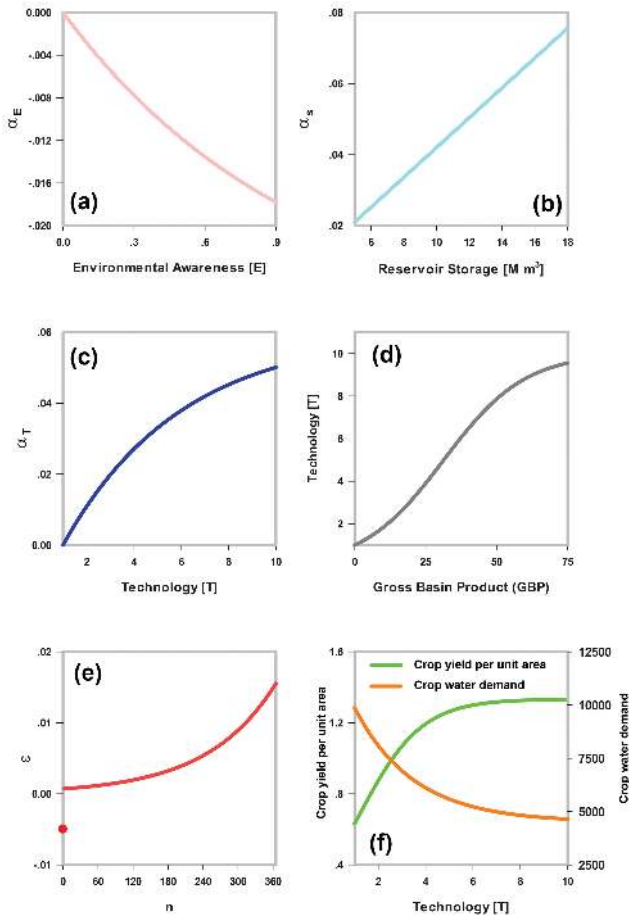 0.000
-.004
-.008
-.012
-.016
-.020
α_E
(a)
0.0 .3 .6 .9
Environmental Awareness [E]
.08
.06
.04
.02
α_s
(b)
6 8 10 12 14 16 18
Reservoir Storage [M m³]
.06
.04
.02
0.00
α_T
(c)
2 4 6 8 10
Technology [T]
10
8
6
4
2
Technology [T]
(d)
0 25 50 75
Gross Basin Product (GBP)
.02
.01
0.00
-.01
ε
(e)
0 60 120 180 240 300 360
n
1.8
1.2
.8
.4
Crop yield per unit area
Crop yield per unit area
Crop water demand
12500
10000
7500
5000
2500
Crop water demand
(f)
2 4 6 8 10
Technology [T]